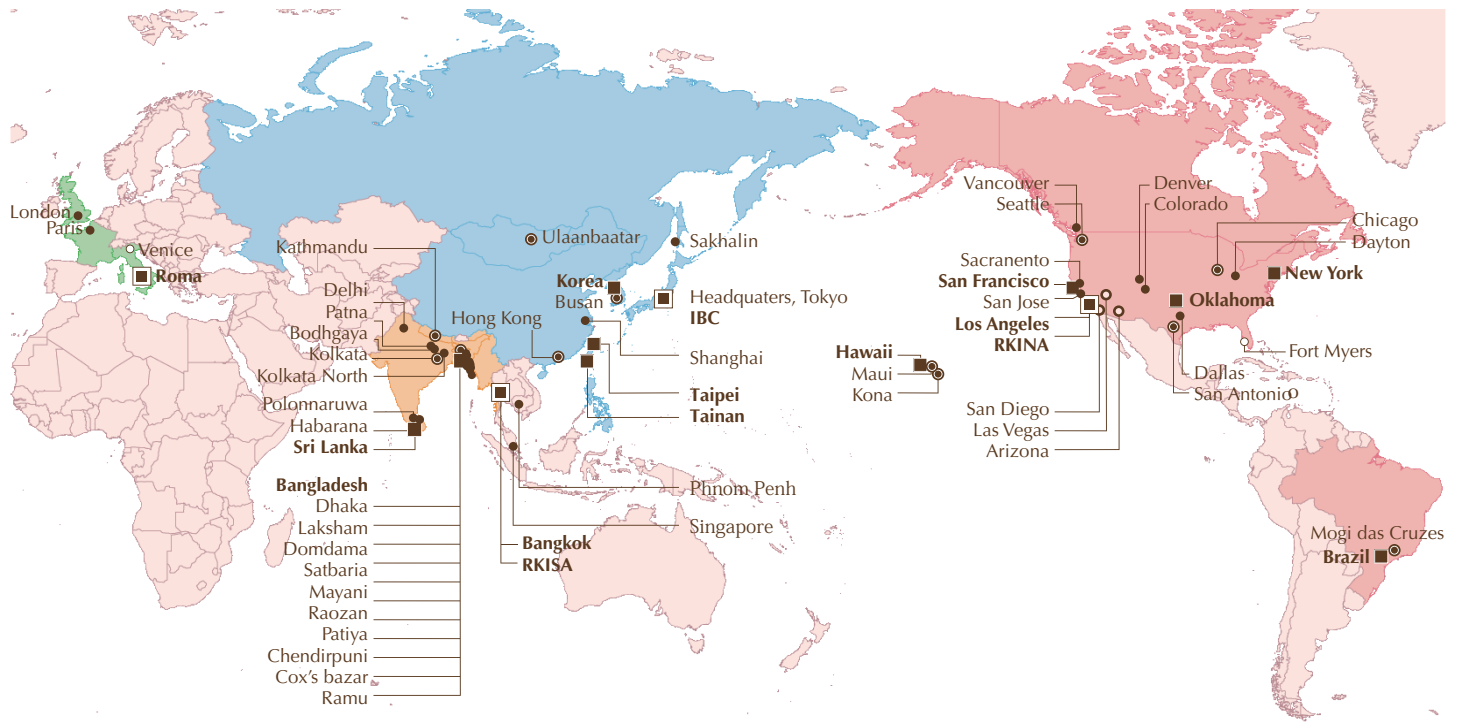 London
Paris
Venice
Roma
Kathmandu
Delhi
Patna
Bodhgaya
Kolkata
Kolkata North
Polonnaruwa
Habarana
Sri Lanka
Bangladesh
Dhaka
Laksham
Domdama
Satbaria
Mayani
Raozan
Patiya
Chendirpuni
Cox's bazar
Ramu
Ulaanbaatar
Sakhalin
Korea
Busan
Headquaters, Tokyo
IBC
Hong Kong
Shanghai
Taipei
Tainan
Phnom Penh
Singapore
Bangkok
RKISA
Hawaii
Maui
Kona
Vancouver
Seattle
Sacranento
San Francisco
San Jose
Los Angeles
RKINA
San Diego
Las Vegas
Arizona
Denver
Colorado
Chicago
Dayton
New York
Oklahoma
Fort Myers
Dallas
San Antonio
Mogi das Cruzes
Brazil